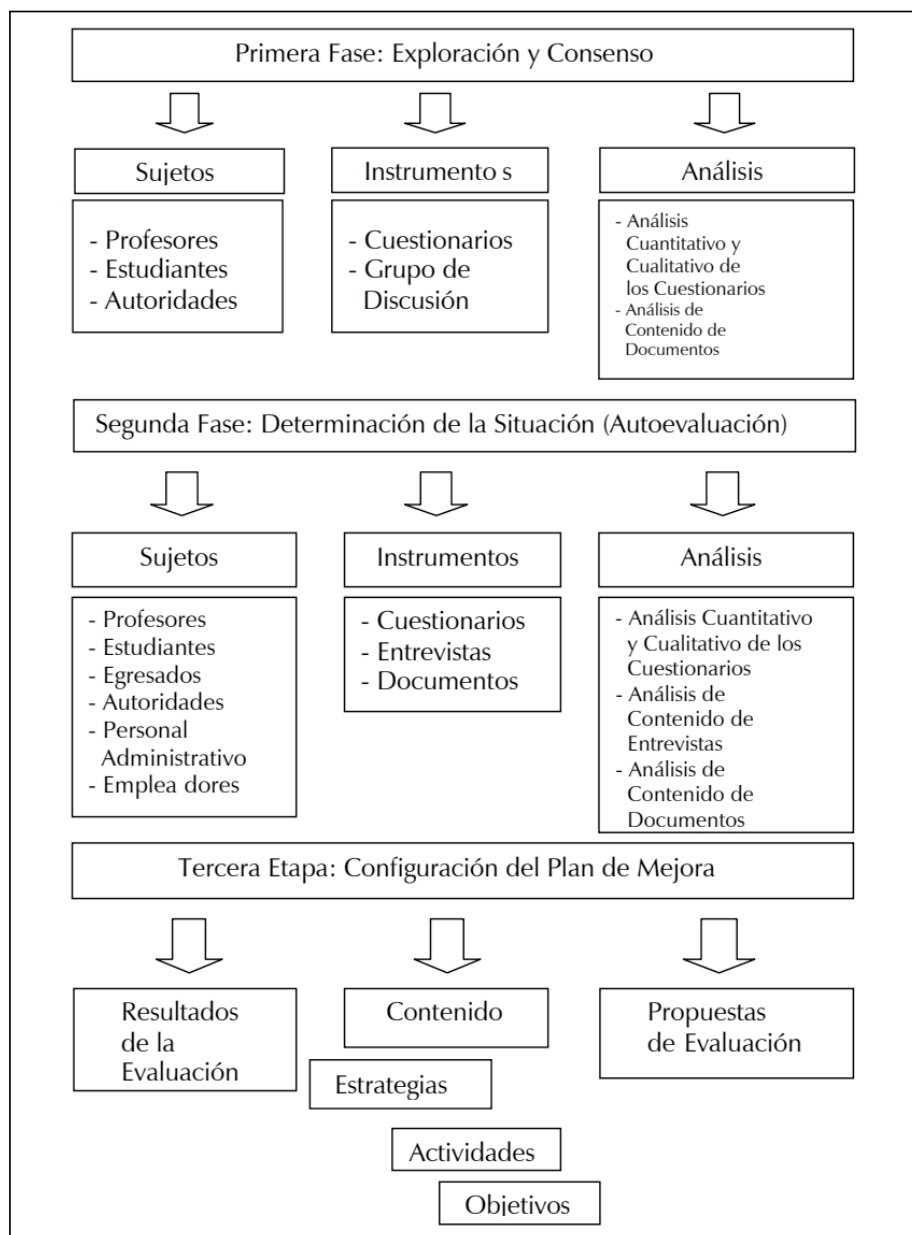 Primera Fase: Exploración y Consenso
Sujetos
- Profesores
- Estudiantes
- Autoridades
Instrumento s
- Cuestionarios
- Grupo de
Discusión
Análisis
- Análisis
Cuantitativo y
Cualitativo de
los Cuestionarios
- Análisis de
Contenido de
Documentos
Segunda Fase: Determinación de la Situación (Autoevaluación)
Sujetos
- Profesores
- Estudiantes
- Egresados
- Autoridades
- Personal
Administrativo
- Emplea dores
Instrumentos
- Cuestionarios
- Entrevistas
- Documentos
Análisis
- Análisis Cuantitativo
y Cualitativo de los
Cuestionarios
- Análisis de
Contenido de
Entrevistas
- Análisis de
Contenido de
Documentos
Tercera Etapa: Configuración del Plan de Mejora
Resultados
de la
Evaluación
Contenido
Estrategias
Actividades
Objetivos
Propuestas
de Evaluación